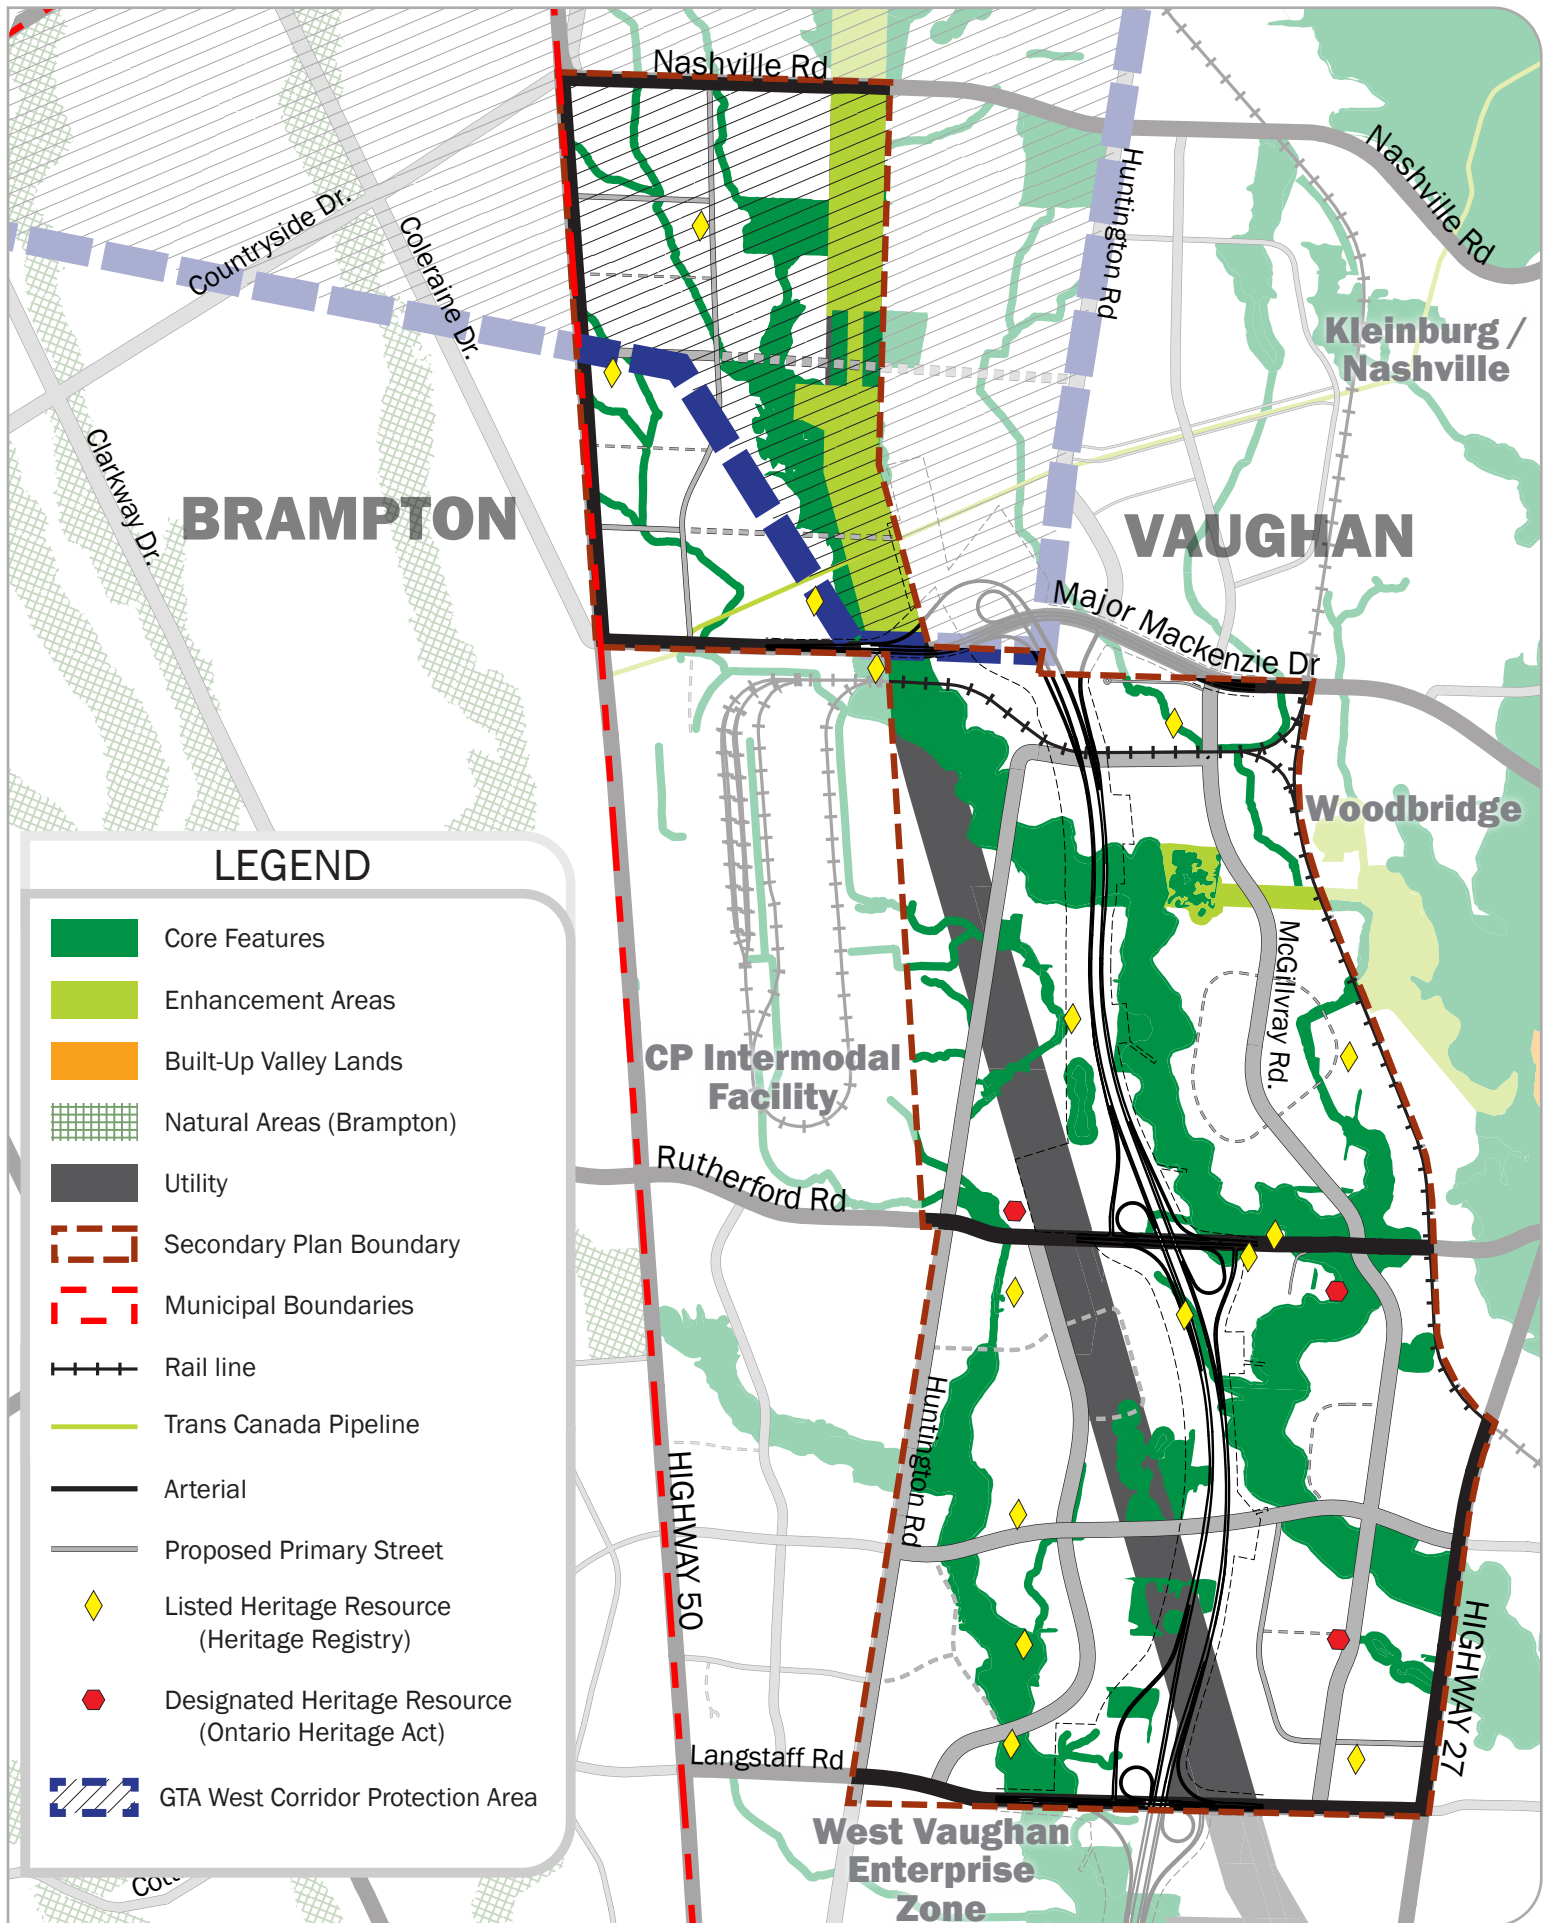 Nashville Rd
Nashville Rd
Huntington Rd
Countryside Dr.
Coleraine Dr.
Kleinburg /
Nashville
Clarkway Dr.
BRAMPTON
VAUGHAN
Major Mackenzie Dr
Woodbridge
McGillvray Rd.
CP Intermodal
Facility
Rutherford Rd
Huntington Rd
HIGHWAY 50
HIGHWAY 27
Langstaff Rd
West Vaughan
Enterprise
Zone
LEGEND
Core Features
Enhancement Areas
Built-Up Valley Lands
Natural Areas (Brampton)
Utility
Secondary Plan Boundary
Municipal Boundaries
Rail line
Trans Canada Pipeline
Arterial
Proposed Primary Street
Listed Heritage Resource
(Heritage Registry)
Designated Heritage Resource
(Ontario Heritage Act)
GTA West Corridor Protection Area